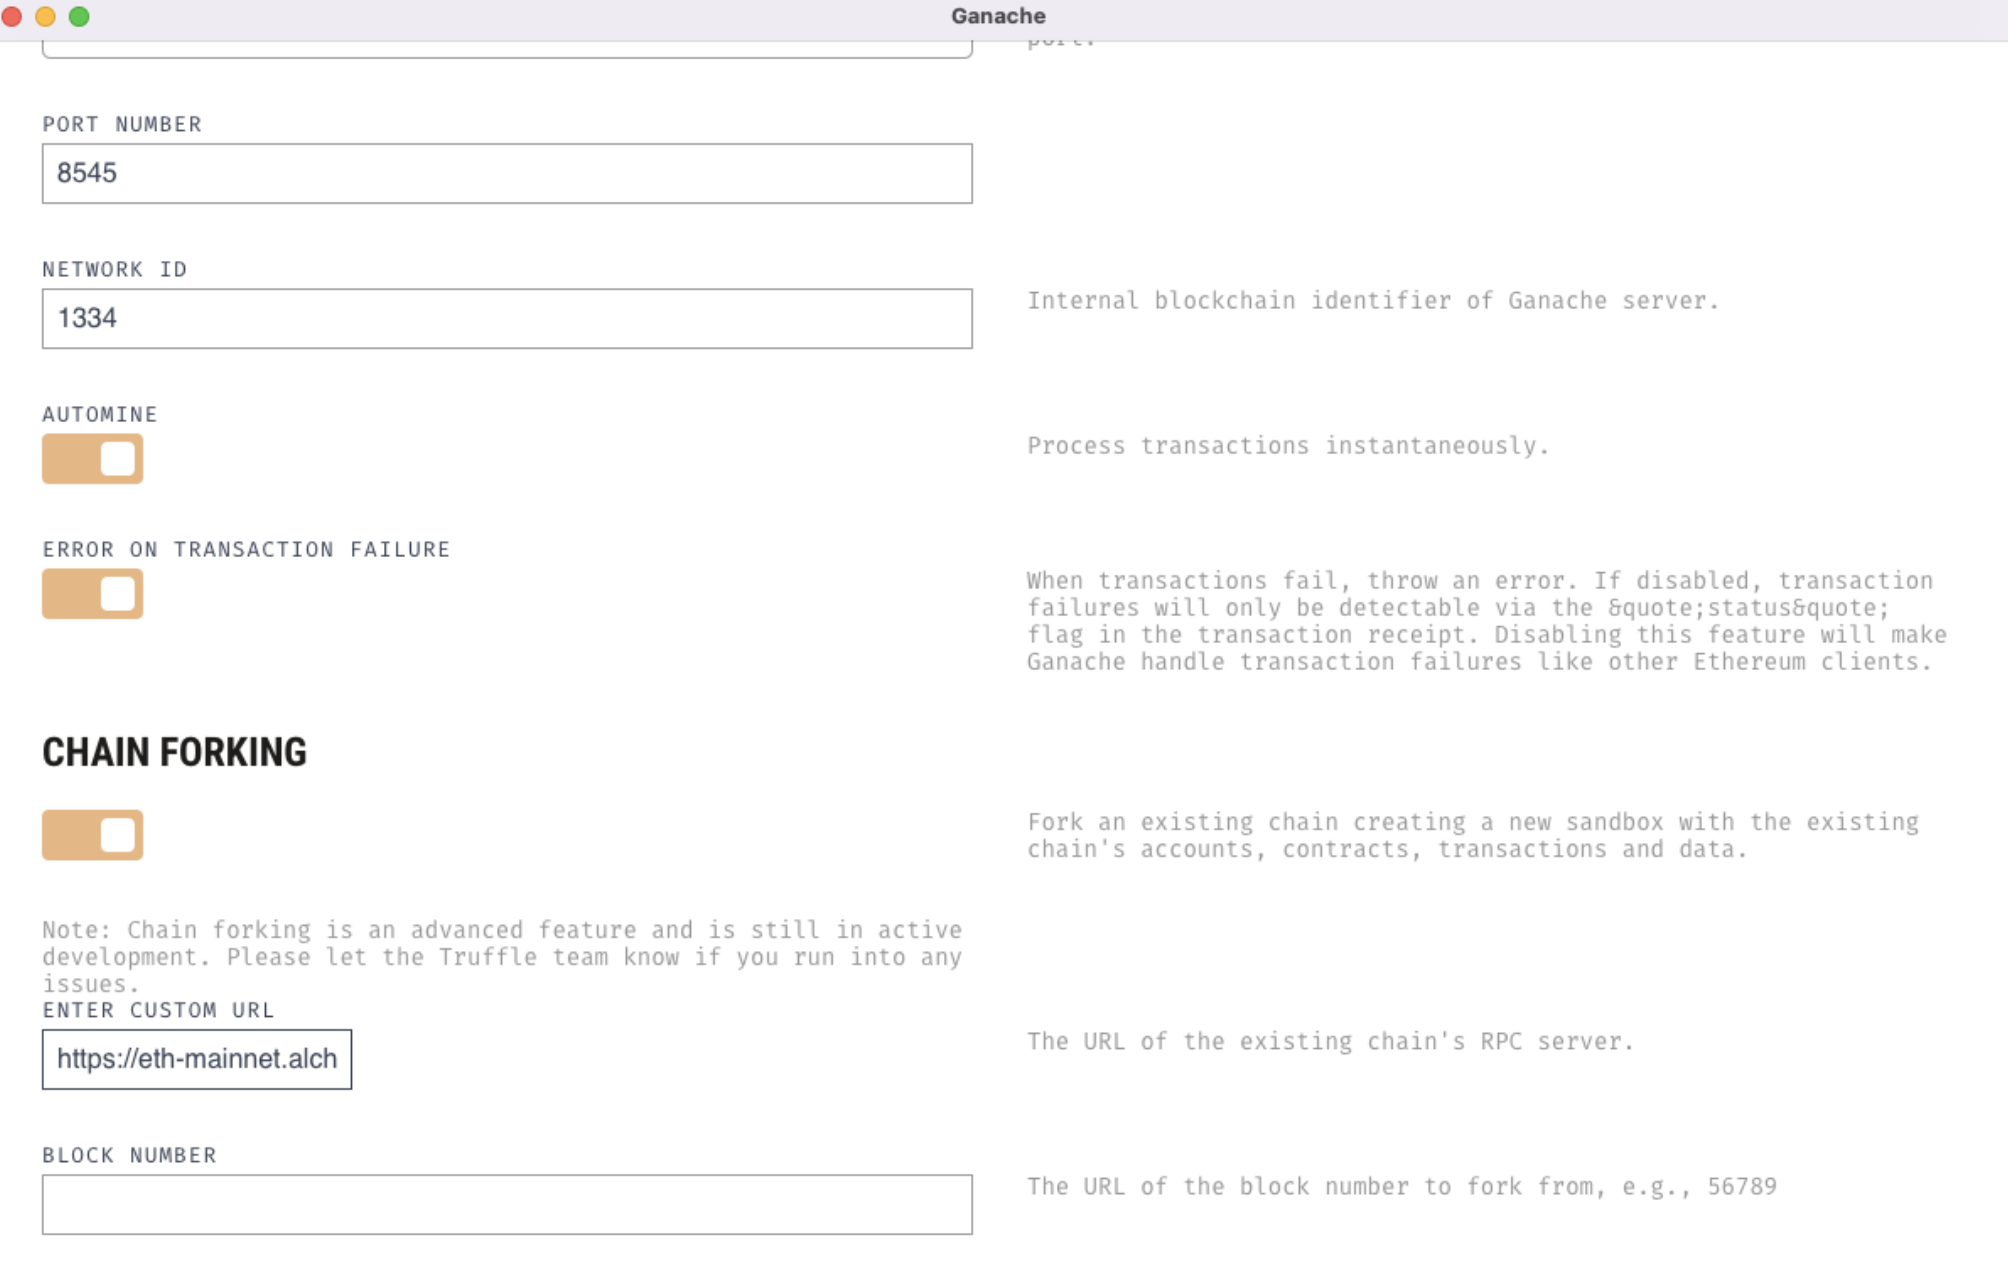 Ganache
port.
PORT NUMBER
8545
NETWORK ID
1334
Internal blockchain identifier of Ganache server.
AUTOMINE
Process transactions instantaneously.
ERROR ON TRANSACTION FAILURE
When transactions fail, throw an error. If disabled, transaction
failures will only be detectable via the &quote;status&quote;
flag in the transaction receipt. Disabling this feature will make
Ganache handle transaction failures like other Ethereum clients.
CHAIN FORKING
Fork an existing chain creating a new sandbox with the existing
chain's accounts, contracts, transactions and data.
Note: Chain forking is an advanced feature and is still in active
development. Please let the Truffle team know if you run into any
issues.
ENTER CUSTOM URL
https://eth-mainnet.alch
The URL of the existing chain's RPC server.
BLOCK NUMBER
The URL of the block number to fork from, e.g., 56789